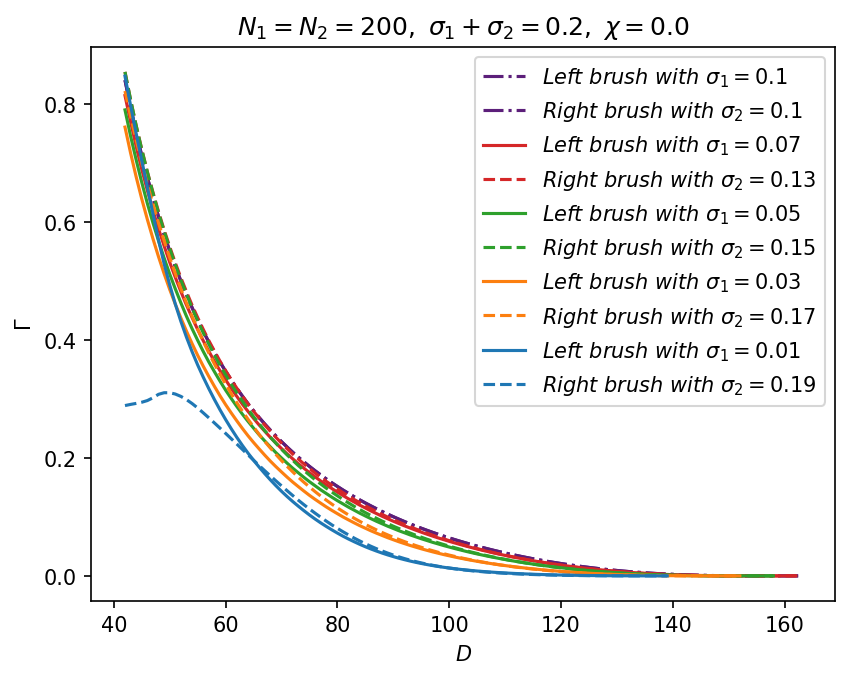 N₁ = N₂ = 200, σ₁ + σ₂ = 0.2, χ = 0.0
Γ
0.8
0.6
0.4
0.2
0.0
Left brush with σ₁ = 0.1
Right brush with σ₂ = 0.1
Left brush with σ₁ = 0.07
Right brush with σ₂ = 0.13
Left brush with σ₁ = 0.05
Right brush with σ₂ = 0.15
Left brush with σ₁ = 0.03
Right brush with σ₂ = 0.17
Left brush with σ₁ = 0.01
Right brush with σ₂ = 0.19
40 60 80 100 120 140 160
D